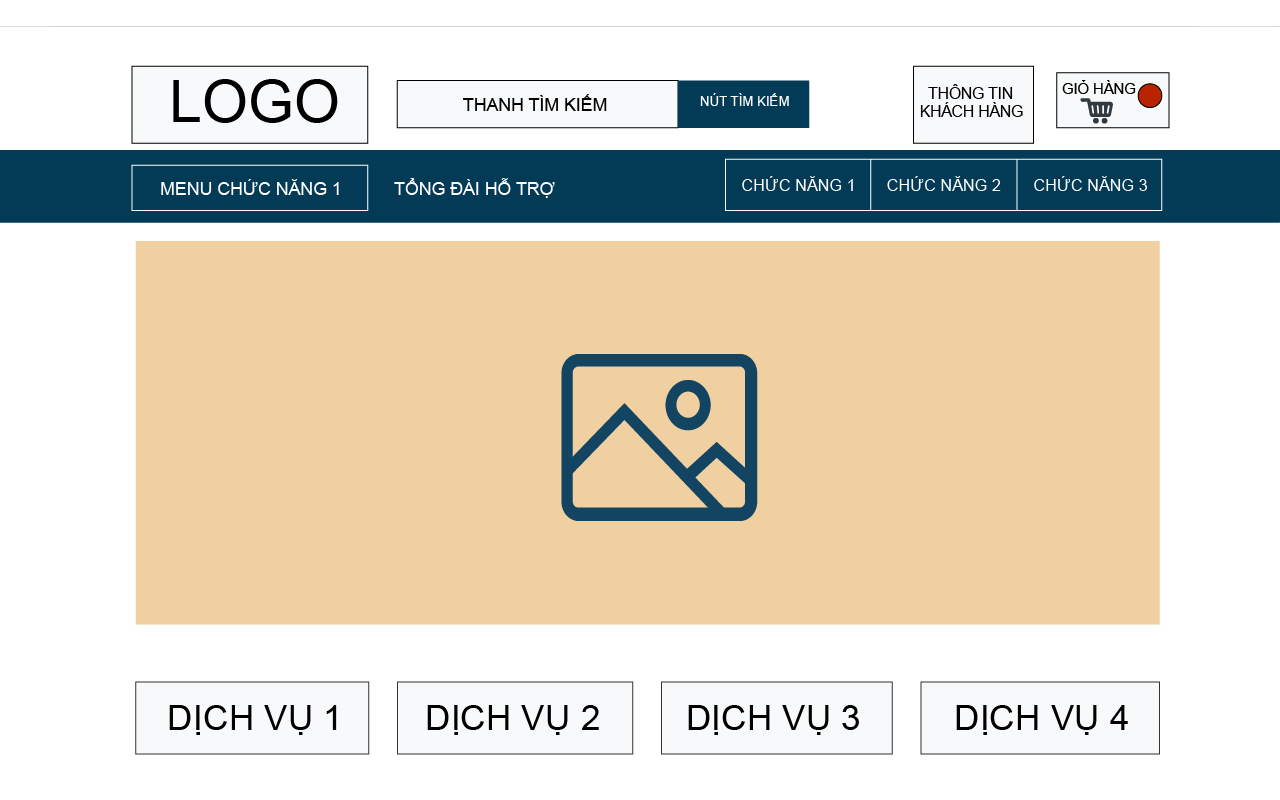 LOGO
THANH TÌM KIẾM
NÚT TÌM KIẾM
THÔNG TIN
KHÁCH HÀNG
GIỎ HÀNG
MENU CHỨC NĂNG 1
TỔNG ĐÀI HỖ TRỢ
CHỨC NĂNG 1
CHỨC NĂNG 2
CHỨC NĂNG 3
DỊCH VỤ 1
DỊCH VỤ 2
DỊCH VỤ 3
DỊCH VỤ 4